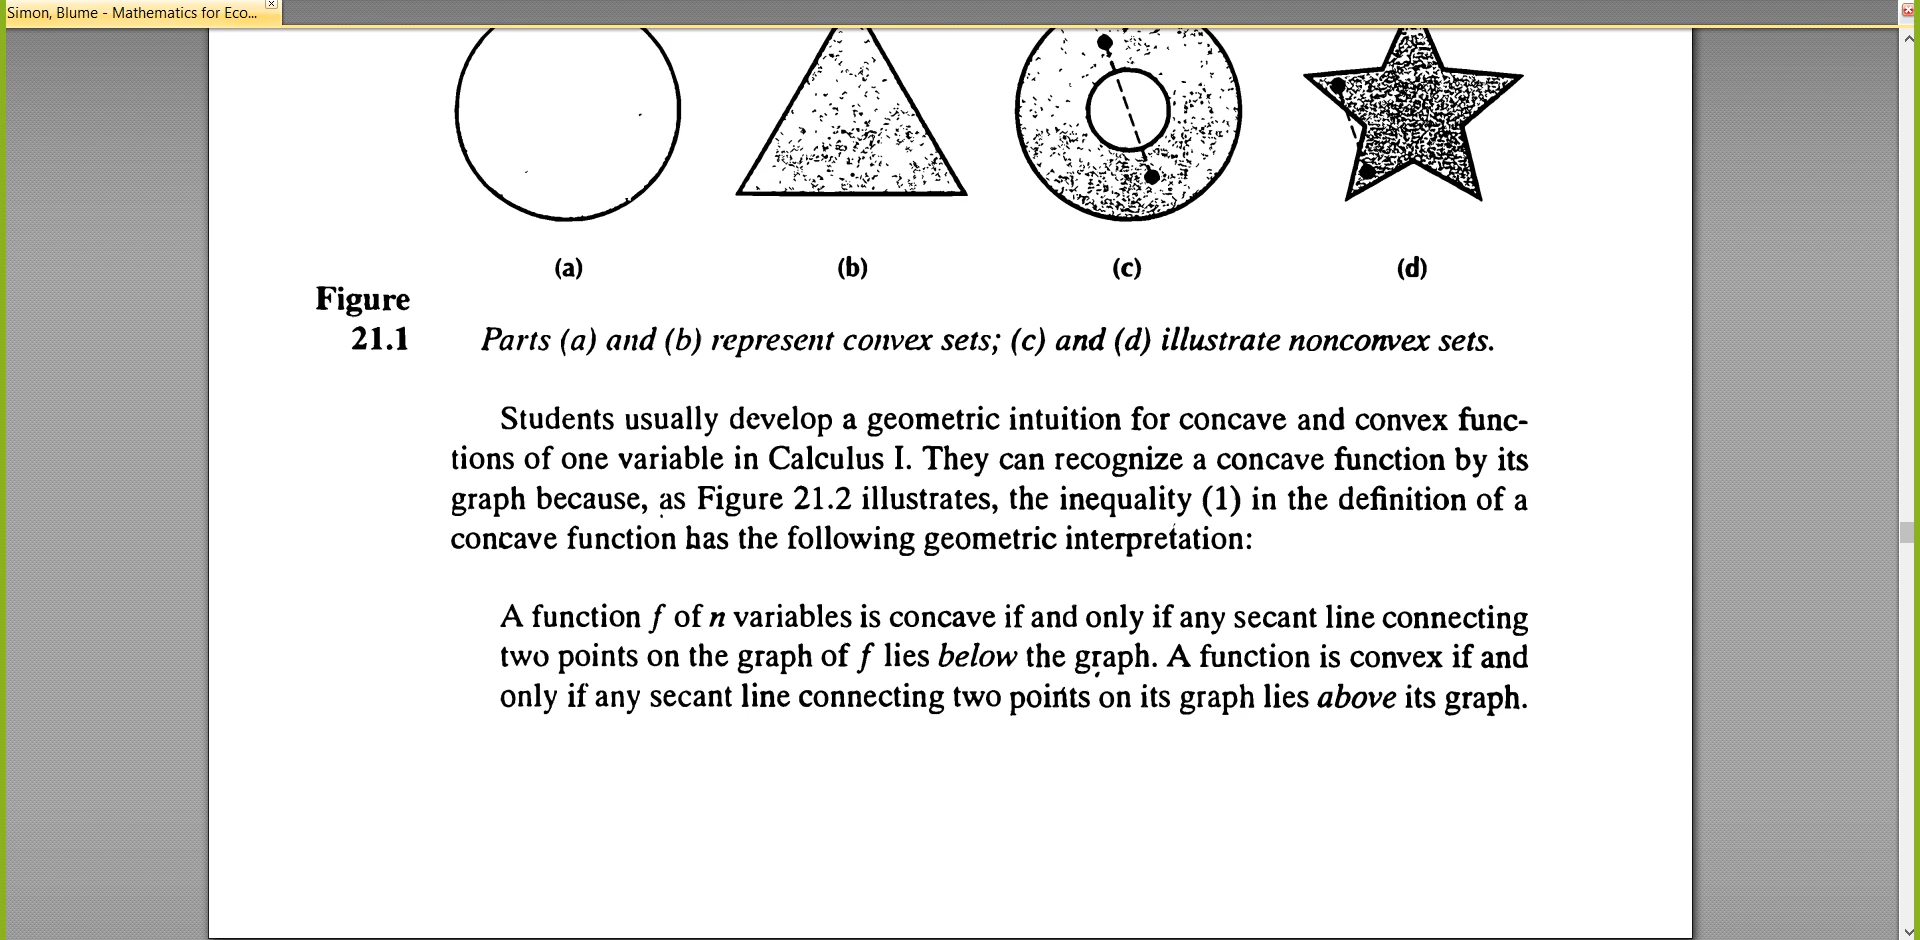 Simon, Blume - Mathematics for Eco...
(a) (b) (c) (d)
Figure
21.1 Parts (a) and (b) represent convex sets; (c) and (d) illustrate nonconvex sets.
Students usually develop a geometric intuition for concave and convex func-
tions of one variable in Calculus I. They can recognize a concave function by its
graph because, as Figure 21.2 illustrates, the inequality (1) in the definition of a
concave function has the following geometric interpretation:
A function f of n variables is concave if and only if any secant line connecting
two points on the graph of f lies below the graph. A function is convex if and
only if any secant line connecting two points on its graph lies above its graph.